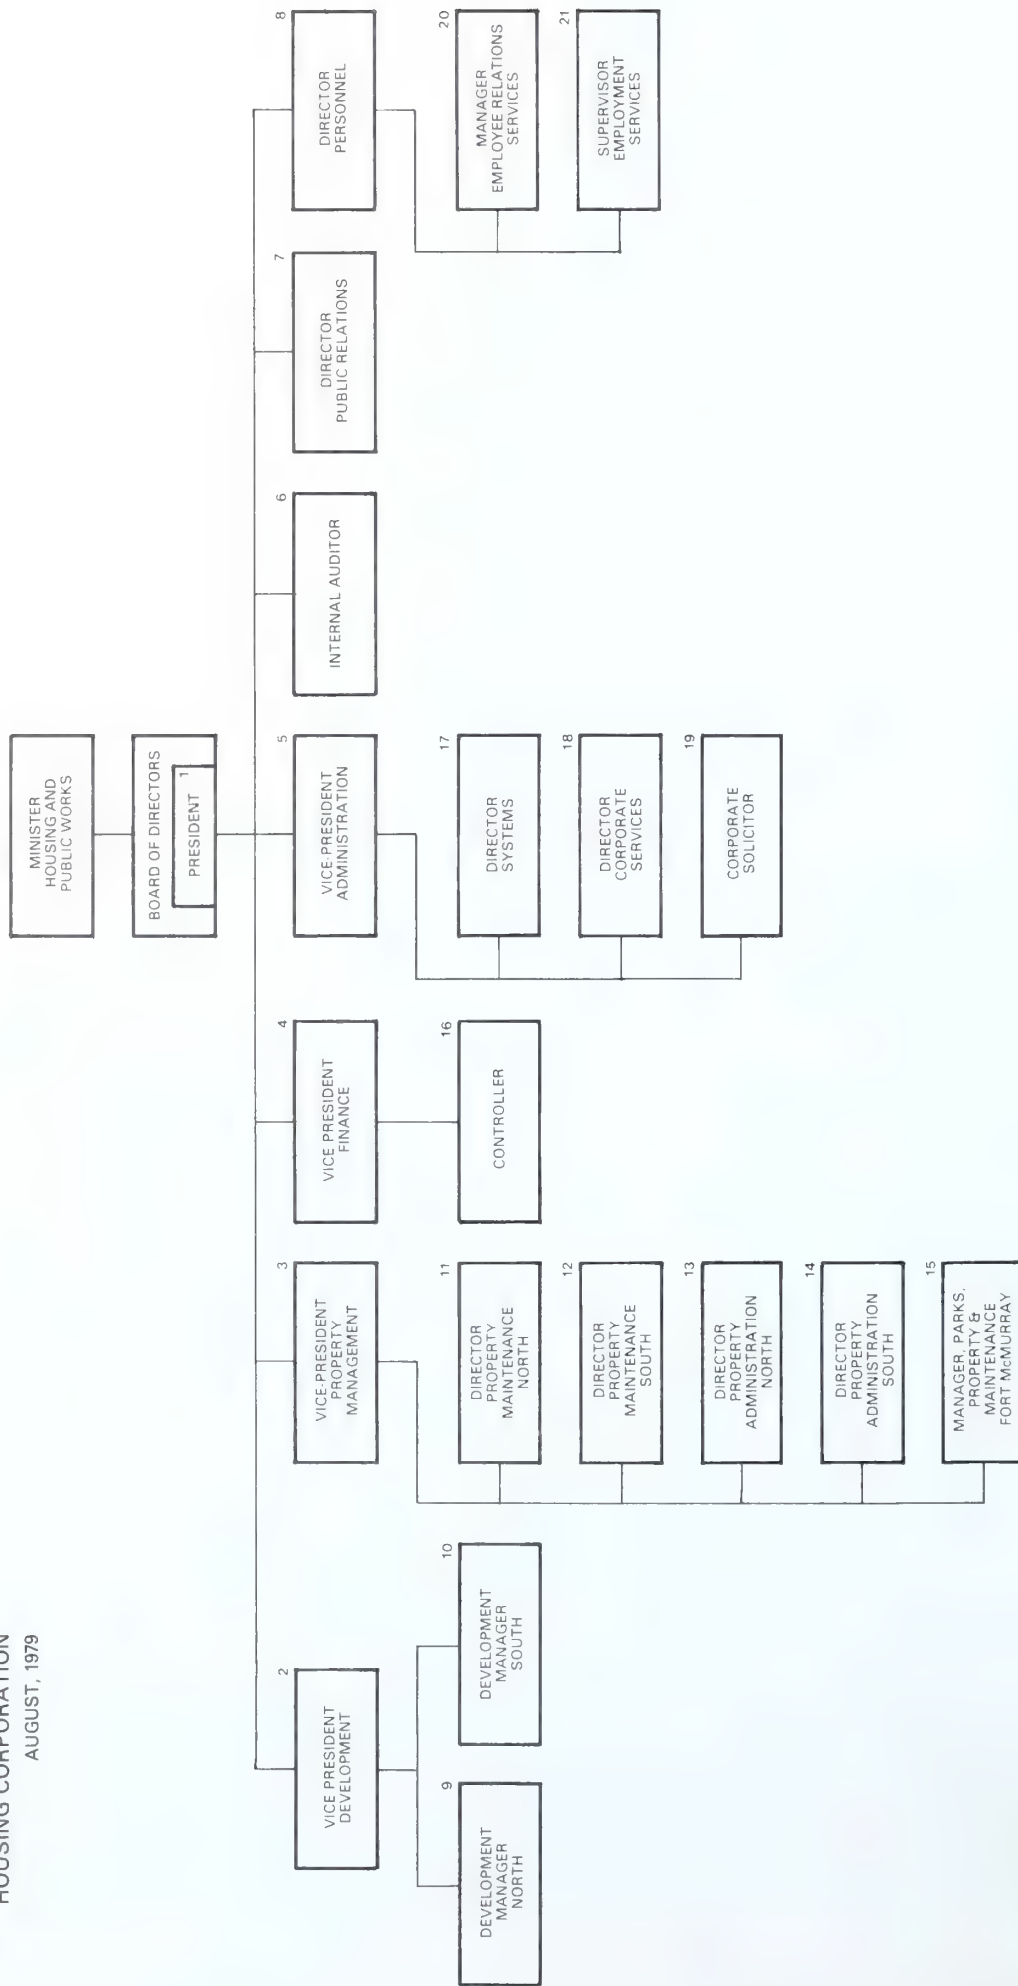 HOUSING CORPORATION
AUGUST, 1979
MINISTER
HOUSING AND
PUBLIC WORKS
BOARD OF DIRECTORS
1
PRESIDENT
2
VICE PRESIDENT
DEVELOPMENT
3
VICE-PRESIDENT
PROPERTY
MANAGEMENT
4
VICE PRESIDENT
FINANCE
5
VICE-PRESIDENT
ADMINISTRATION
6
INTERNAL AUDITOR
7
DIRECTOR
PUBLIC RELATIONS
8
DIRECTOR
PERSONNEL
9
DEVELOPMENT
MANAGER
NORTH
10
DEVELOPMENT
MANAGER
SOUTH
11
DIRECTOR
PROPERTY
MAINTENANCE
NORTH
12
DIRECTOR
PROPERTY
MAINTENANCE
SOUTH
13
DIRECTOR
PROPERTY
ADMINISTRATION
NORTH
14
DIRECTOR
PROPERTY
ADMINISTRATION
SOUTH
15
MANAGER, PARKS.
PROPERTY &
MAINTENANCE
FORT McMURRAY
16
CONTROLLER
17
DIRECTOR
SYSTEMS
18
DIRECTOR
CORPORATE
SERVICES
19
CORPORATE
SOLICITOR
20
MANAGER
EMPLOYEE RELATIONS
SERVICES
21
SUPERVISOR
EMPLOYMENT
SERVICES